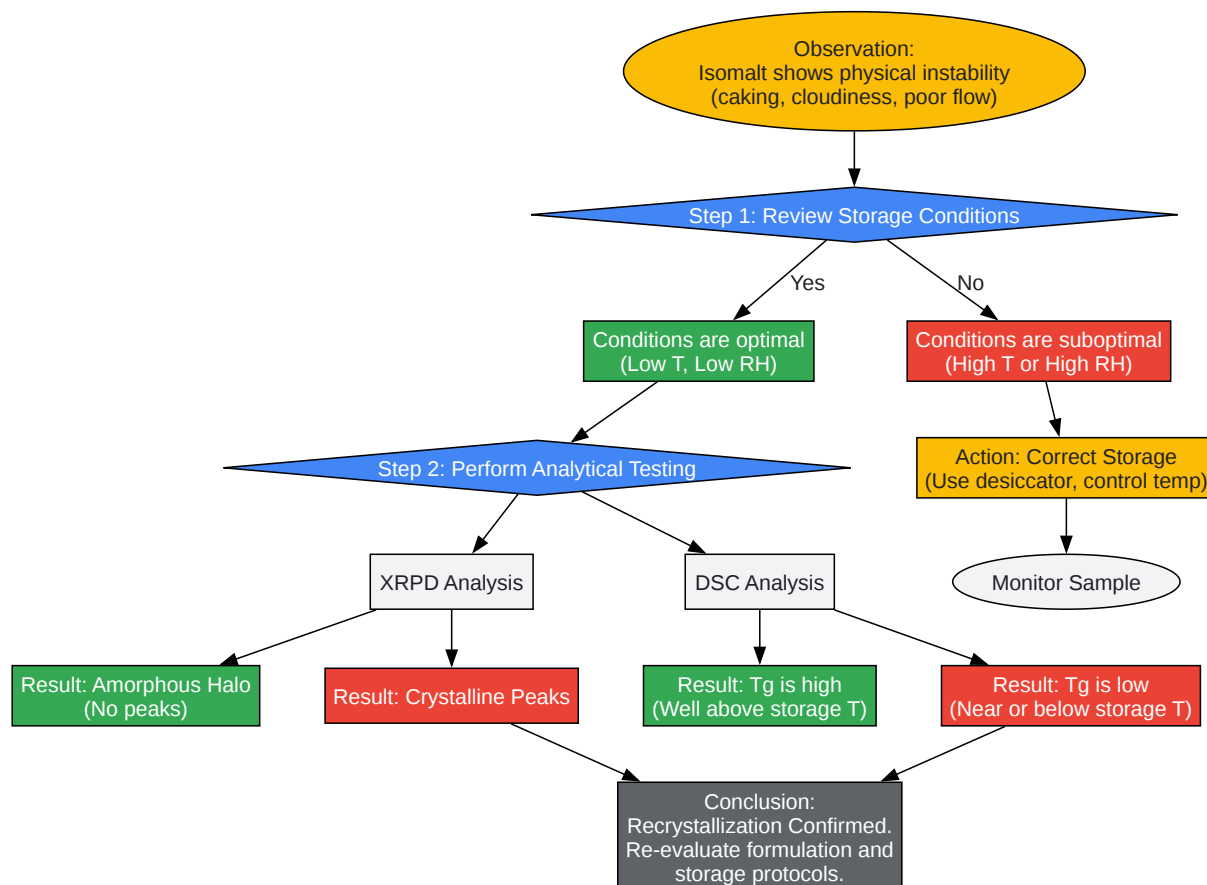 Observation:
Isomalt shows physical instability
(caking, cloudiness, poor flow)
Step 1: Review Storage Conditions
Yes
No
Conditions are optimal
(Low T, Low RH)
Conditions are suboptimal
(High T or High RH)
Step 2: Perform Analytical Testing
Action: Correct Storage
(Use desiccator, control temp)
XRPD Analysis
DSC Analysis
Monitor Sample
Result: Amorphous Halo
(No peaks)
Result: Crystalline Peaks
Result: Tg is high
(Well above storage T)
Result: Tg is low
(Near or below storage T)
Conclusion:
Recrystallization Confirmed.
Re-evaluate formulation and
storage protocols.